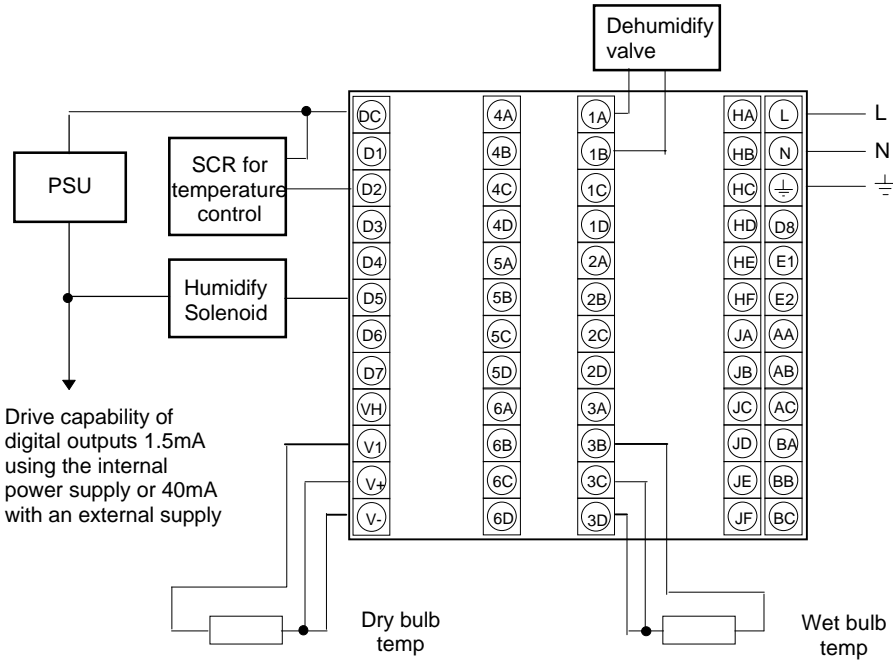 Dehumidify
valve
PSU
SCR for
temperature
control
Humidify
Solenoid
Drive capability of
digital outputs 1.5mA
using the internal
power supply or 40mA
with an external supply
DC
D1
D2
D3
D4
D5
D6
D7
VH
V1
V+
V-
4A
4B
4C
4D
5A
5B
5C
5D
6A
6B
6C
6D
1A
1B
1C
1D
2A
2B
2C
2D
3A
3B
3C
3D
HA
HB
HC
HD
HE
HF
JA
JB
JC
JD
JE
JF
L
N
D8
E1
E2
AA
AB
AC
BA
BB
BC
L
N
Dry bulb
temp
Wet bulb
temp